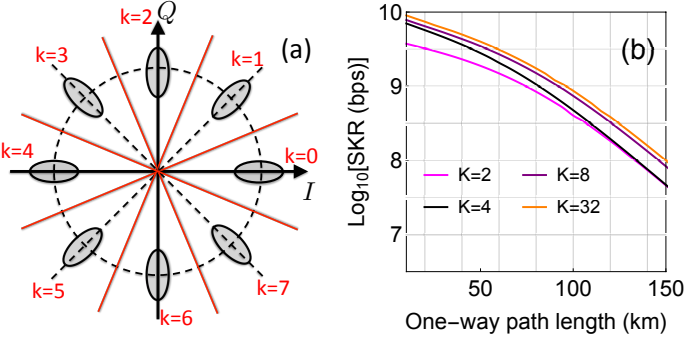 k=2 Q
k=3
(a)
k=1
k=4
k=0
I
k=5
k=7
k=6
(b)
Log₁₀[SKR (bps)]
10
9
8
7
K=2
K=8
K=4
K=32
50
100
150
One−way path length (km)